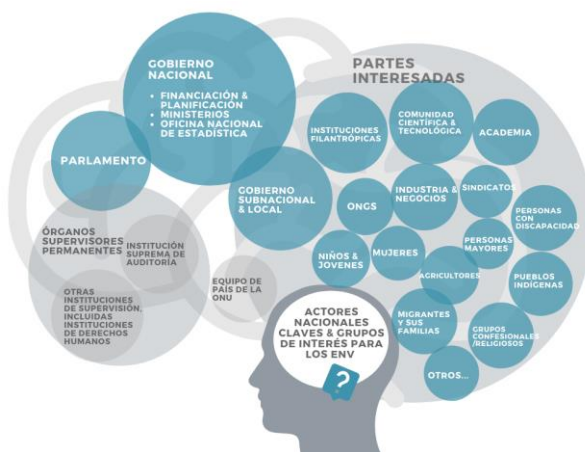 GOBIERNO
NACIONAL
• FINANCIACIÓN &
PLANIFICACIÓN
• MINISTERIOS
• OFICINA NACIONAL
DE ESTADÍSTICA
PARLAMENTO
GOBIERNO
SUBNACIONAL
& LOCAL
ÓRGANOS
SUPERVISORES
PERMANENTES
INSTITUCIÓN
SUPREMA DE
AUDITORÍA
OTRAS
INSTITUCIONES
DE SUPERVISIÓN,
INCLUIDAS
INSTITUCIONES
DE DERECHOS
HUMANOS
EQUIPO DE
PAÍS DE LA
ONU
PARTES
INTERESADAS
INSTITUCIONES
FILANTRÓPICAS
COMUNIDAD
CIENTÍFICA &
TECNOLÓGICA
ACADEMIA
ONGS
INDUSTRIA &
NEGOCIOS
SINDICATOS
PERSONAS
CON
DISCAPACIDAD
NIÑOS &
JOVENES
MUJERES
PERSONAS
MAYORES
AGRICULTORES
PUEBLOS
INDÍGENAS
MIGRANTES
Y SUS
FAMILIAS
GRUPOS
CONFESIONALES
/RELIGIOSOS
OTROS...
ACTORES
NACIONALES
CLAVES & GRUPOS
DE INTERÉS PARA
LOS ENV
?